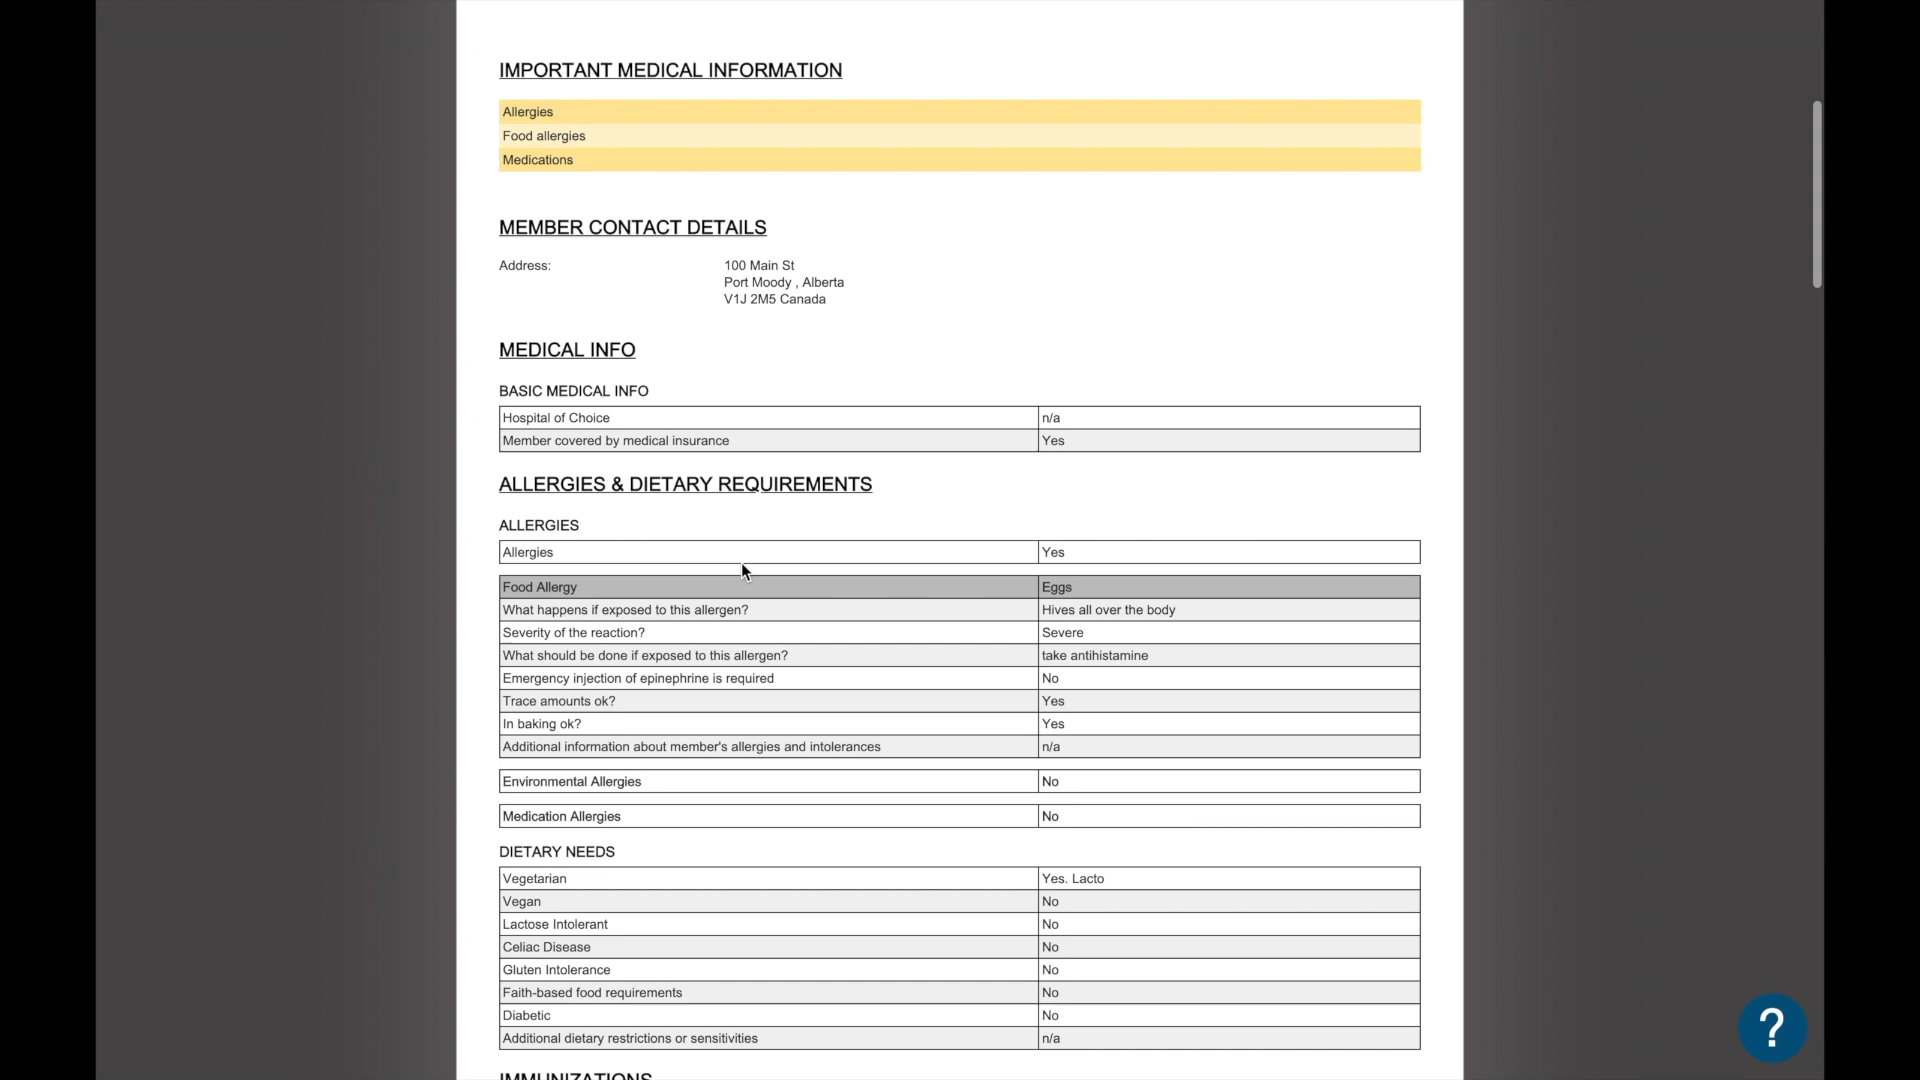 IMPORTANT MEDICAL INFORMATION
Allergies
Food allergies
Medications
MEMBER CONTACT DETAILS
Address: 100 Main St
Port Moody , Alberta
V1J 2M5 Canada
MEDICAL INFO
BASIC MEDICAL INFO
Hospital of Choice n/a
Member covered by medical insurance Yes
ALLERGIES & DIETARY REQUIREMENTS
ALLERGIES
Allergies Yes
Food Allergy Eggs
What happens if exposed to this allergen? Hives all over the body
Severity of the reaction? Severe
What should be done if exposed to this allergen? take antihistamine
Emergency injection of epinephrine is required No
Trace amounts ok? Yes
In baking ok? Yes
Additional information about member's allergies and intolerances n/a
Environmental Allergies No
Medication Allergies No
DIETARY NEEDS
Vegetarian Yes. Lacto
Vegan No
Lactose Intolerant No
Celiac Disease No
Gluten Intolerance No
Faith-based food requirements No
Diabetic No
Additional dietary restrictions or sensitivities n/a
IMMUNIZATIONS
?